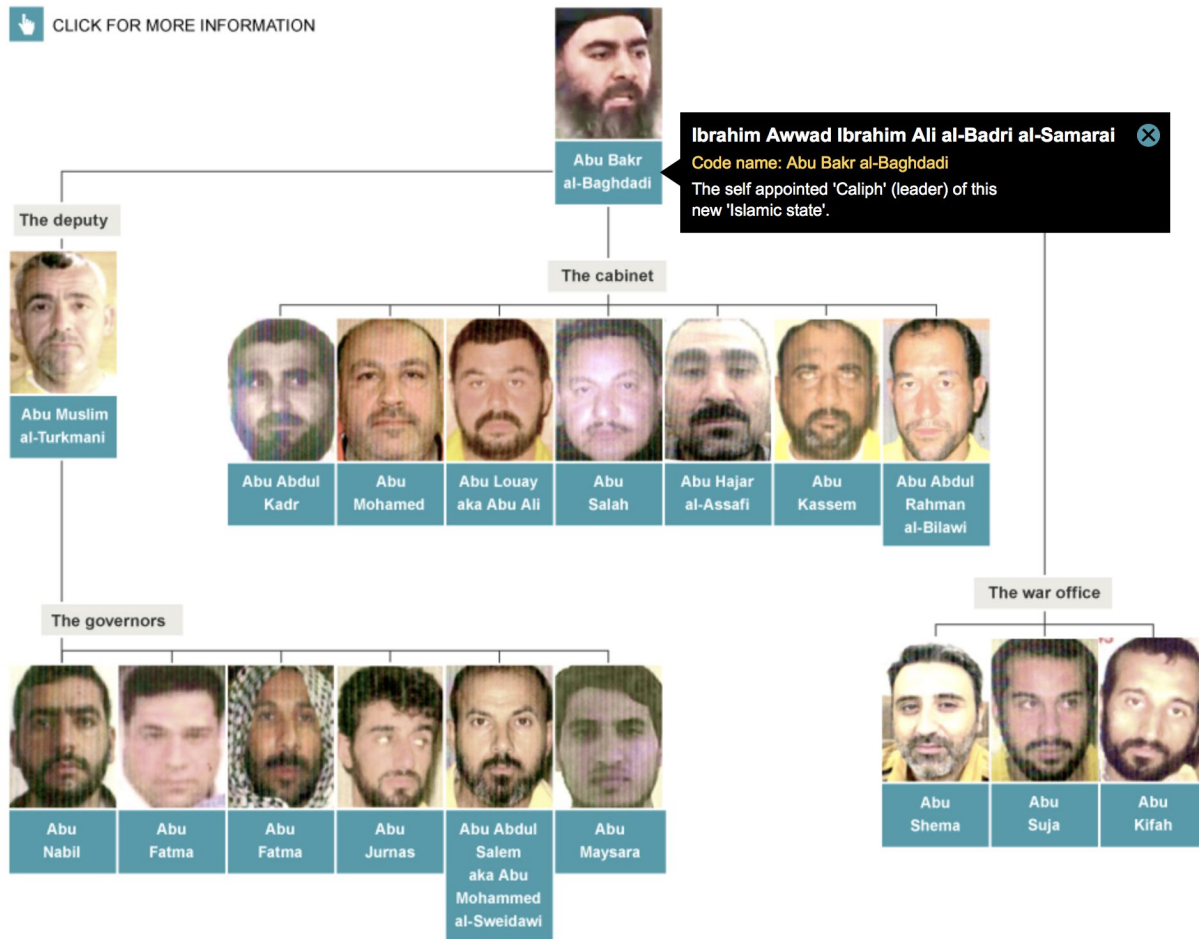 CLICK FOR MORE INFORMATION
Abu Bakr
al-Baghdadi
Ibrahim Awwad Ibrahim Ali al-Badri al-Samarai
Code name: Abu Bakr al-Baghdadi
The self appointed 'Caliph' (leader) of this
new 'Islamic state'.
The deputy
Abu Muslim
al-Turkmani
The cabinet
Abu Abdul
Kadr
Abu
Mohamed
Abu Louay
aka Abu Ali
Abu
Salah
Abu Hajar
al-Assafi
Abu
Kassem
Abu Abdul
Rahman
al-Bilawi
The governors
Abu
Nabil
Abu
Fatma
Abu
Fatma
Abu
Jurnas
Abu Abdul
Salem
aka Abu
Mohammed
al-Sweidawi
Abu
Maysara
The war office
Abu
Shema
Abu
Suja
Abu
Kifah